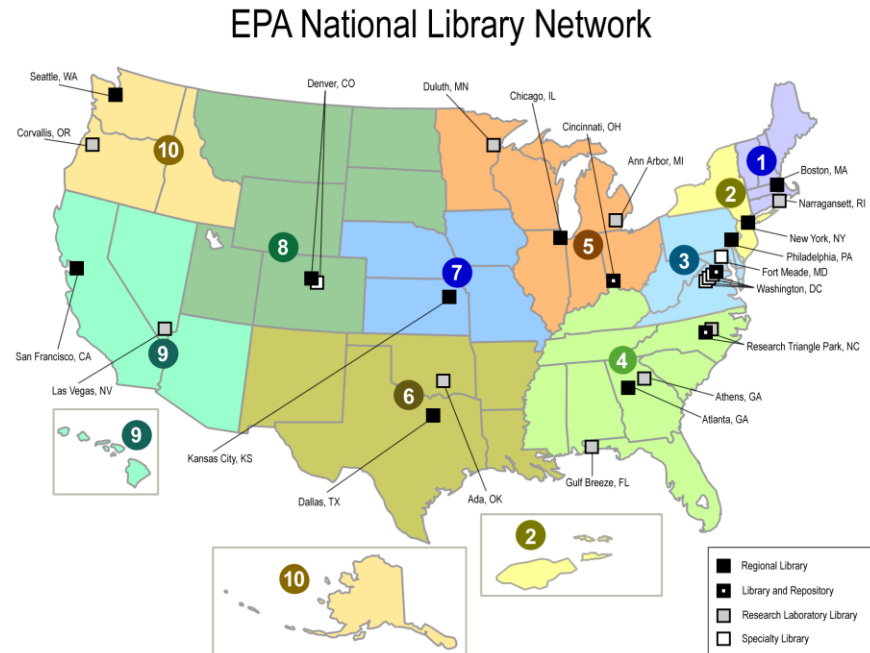 EPA National Library Network
Seattle, WA
Denver, CO
Duluth, MN
Chicago, IL
Cincinnati, OH
Corvallis, OR
10
Ann Arbor, MI
1
Boston, MA
2
Narragansett, RI
New York, NY
8
5
3
Philadelphia, PA
Fort Meade, MD
7
Washington, DC
San Francisco, CA
9
Las Vegas, NV
4
Research Triangle Park, NC
6
Athens, GA
Atlanta, GA
9
Kansas City, KS
Dallas, TX
Ada, OK
Gulf Breeze, FL
2
10
Regional Library
Library and Repository
Research Laboratory Library
Specialty Library